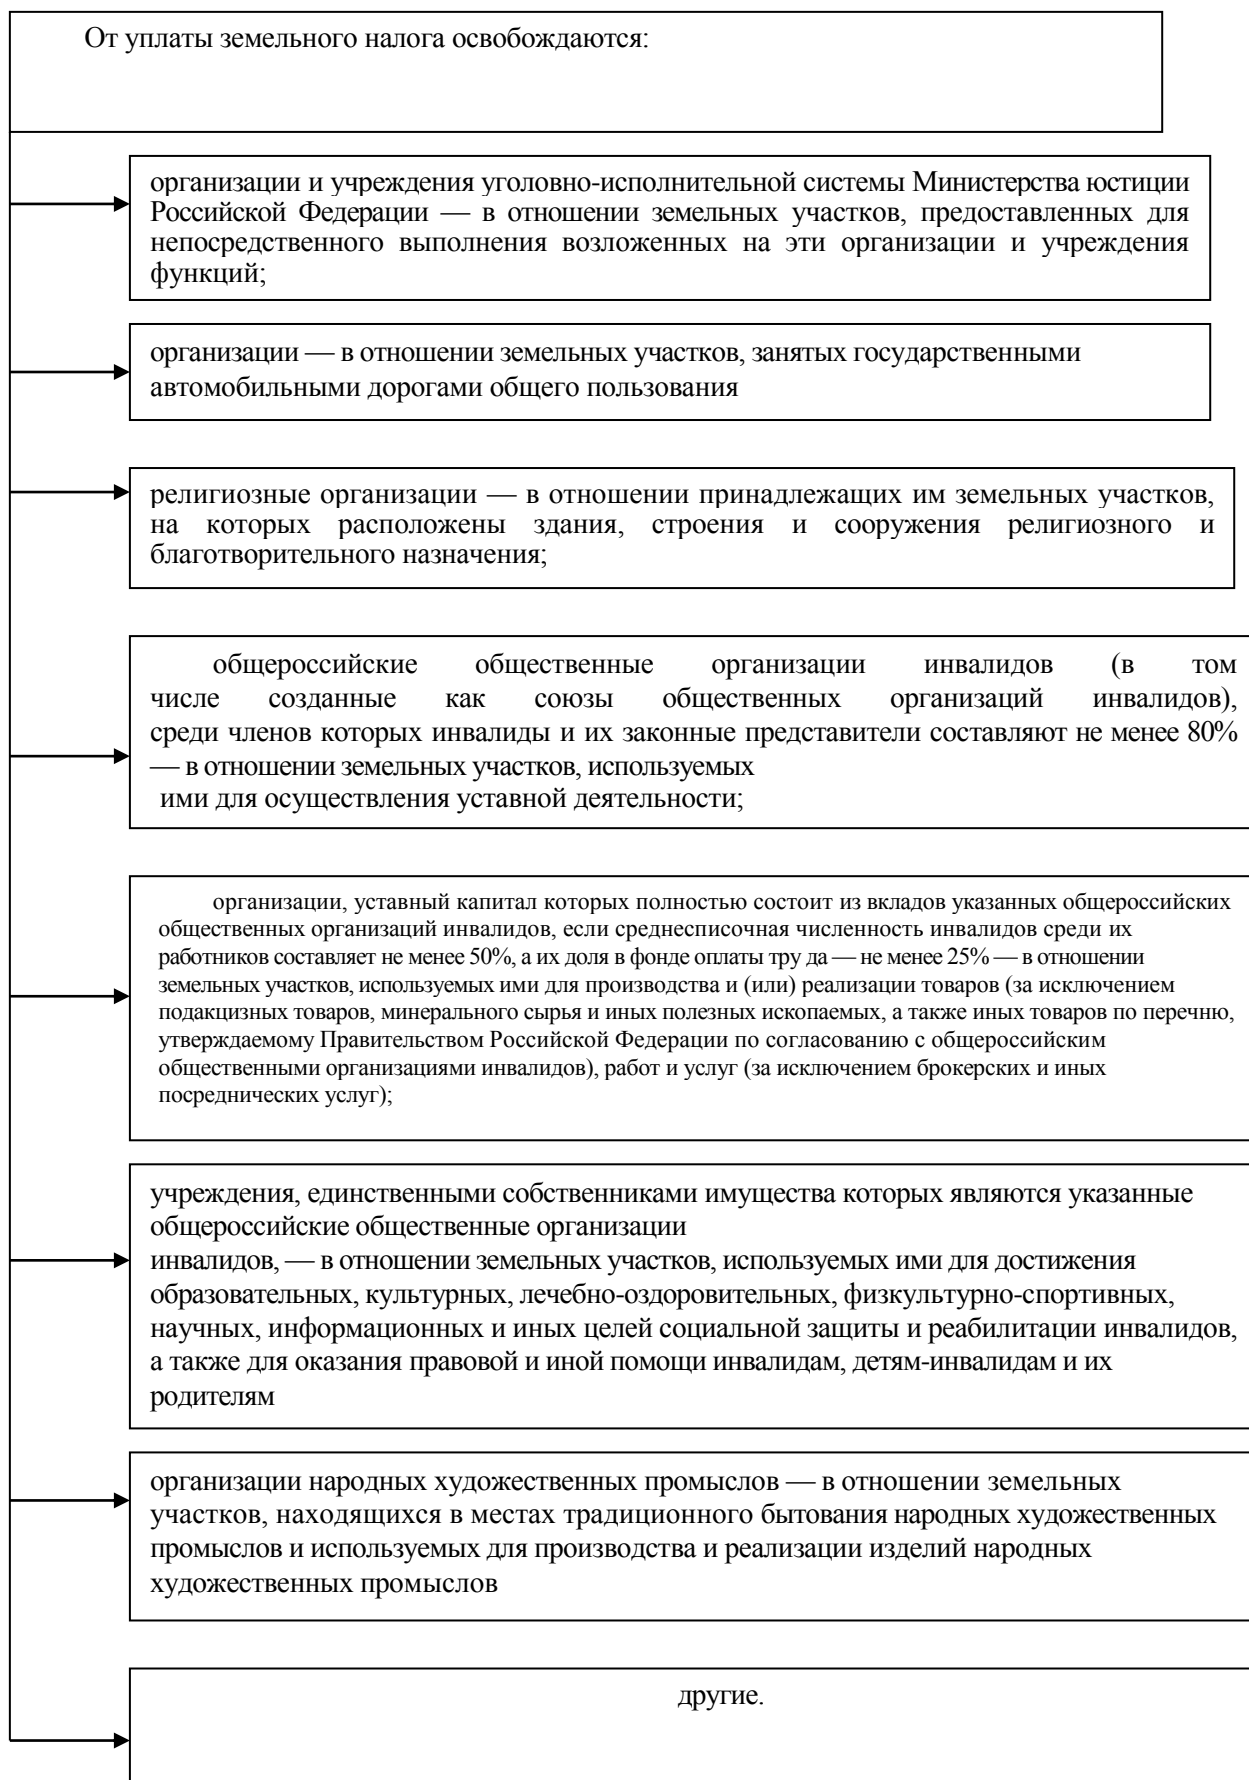 От уплаты земельного налога освобождаются:
организации и учреждения уголовно-исполнительной системы Министерства юстиции
Российской Федерации — в отношении земельных участков, предоставленных для
непосредственного выполнения возложенных на эти организации и учреждения
функций;
организации — в отношении земельных участков, занятых государственными
автомобильными дорогами общего пользования
религиозные организации — в отношении принадлежащих им земельных участков,
на которых расположены здания, строения и сооружения религиозного и
благотворительного назначения;
общероссийские общественные организации инвалидов (в том
числе созданные как союзы общественных организаций инвалидов),
среди членов которых инвалиды и их законные представители составляют не менее 80%
— в отношении земельных участков, используемых
ими для осуществления уставной деятельности;
организации, уставный капитал которых полностью состоит из вкладов указанных общероссийских
общественных организаций инвалидов, если среднесписочная численность инвалидов среди их
работников составляет не менее 50%, а их доля в фонде оплаты тру да — не менее 25% — в отношении
земельных участков, используемых ими для производства и (или) реализации товаров (за исключением
подакцизных товаров, минерального сырья и иных полезных ископаемых, а также иных товаров по перечню,
утверждаемому Правительством Российской Федерации по согласованию с общероссийским
общественными организациями инвалидов), работ и услуг (за исключением брокерских и иных
посреднических услуг);
учреждения, единственными собственниками имущества которых являются указанные
общероссийские общественные организации
инвалидов, — в отношении земельных участков, используемых ими для достижения
образовательных, культурных, лечебно-оздоровительных, физкультурно-спортивных,
научных, информационных и иных целей социальной защиты и реабилитации инвалидов,
а также для оказания правовой и иной помощи инвалидам, детям-инвалидам и их
родителям
организации народных художественных промыслов — в отношении земельных
участков, находящихся в местах традиционного бытования народных художественных
промыслов и используемых для производства и реализации изделий народных
художественных промыслов
другие.